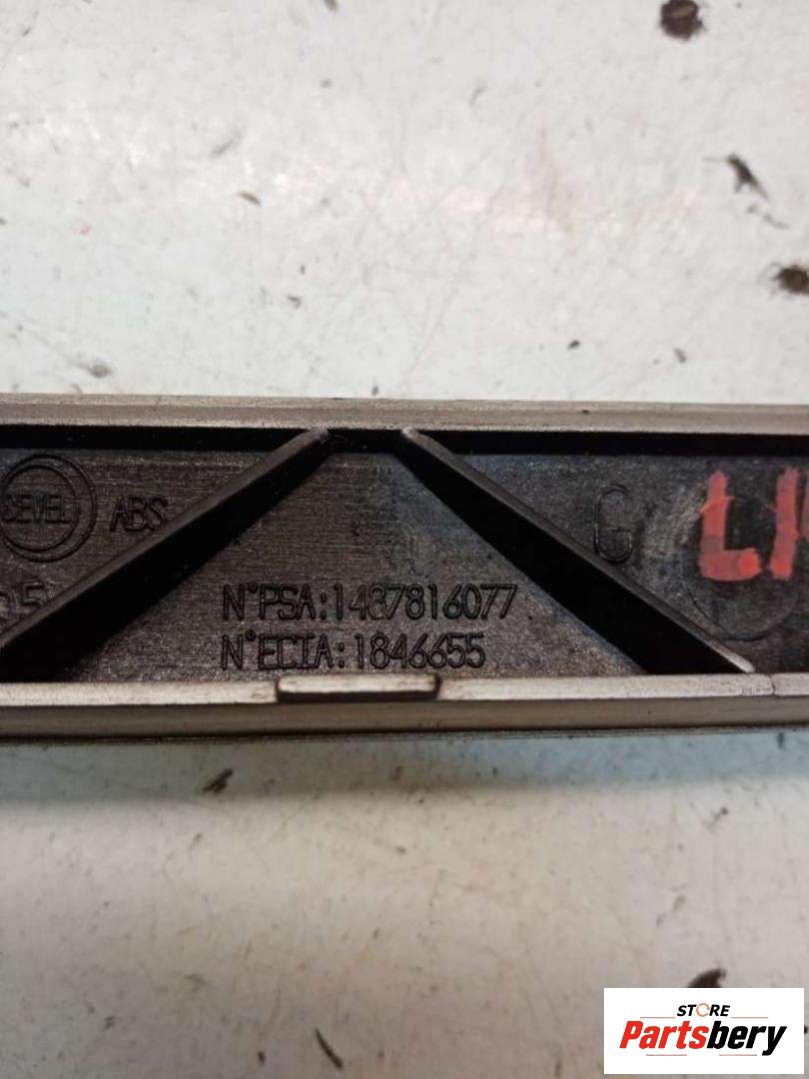 SEVEL
ABS
G
N°PSA:1487816077
N°ECIA:1846655
STORE
Partsbery